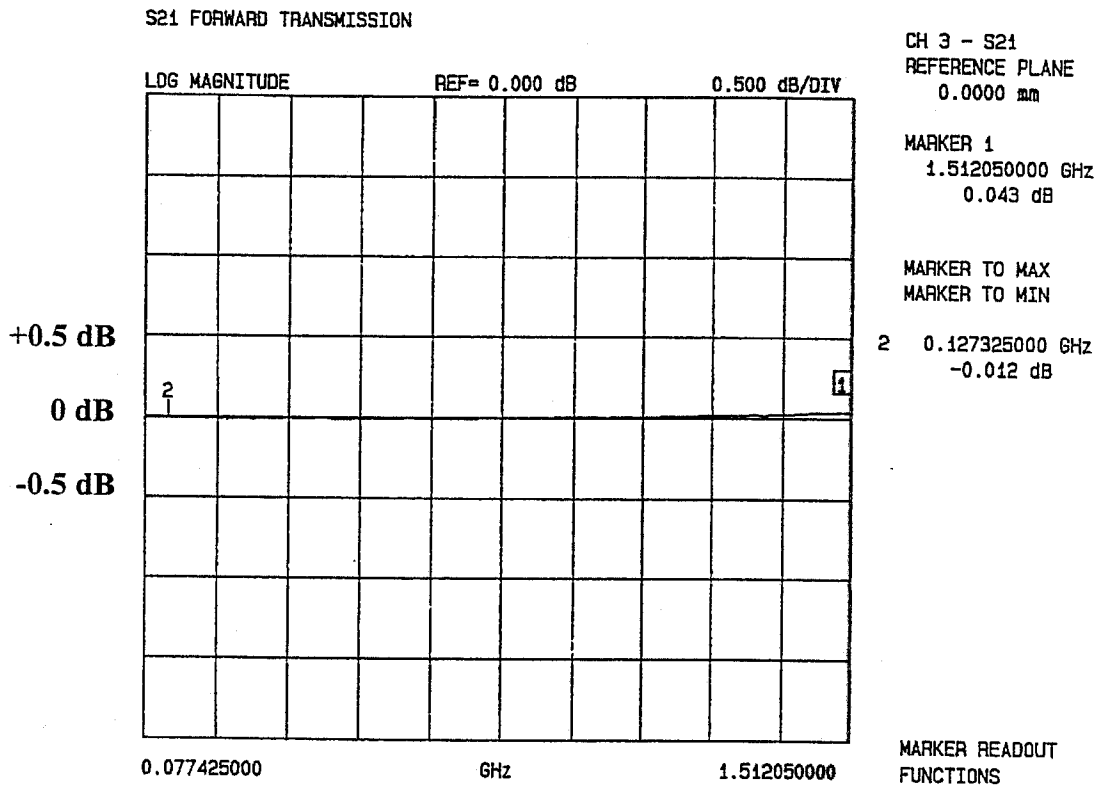 S21 FORWARD TRANSMISSION
LOG MAGNITUDE REF= 0.000 dB 0.500 dB/DIV
CH 3 - S21
REFERENCE PLANE
0.0000 mm
MARKER 1
1.512050000 GHz
0.043 dB
MARKER TO MAX
MARKER TO MIN
2 0.127325000 GHz
-0.012 dB
+0.5 dB
0 dB
-0.5 dB
2
1
0.077425000 GHz 1.512050000
MARKER READOUT
FUNCTIONS